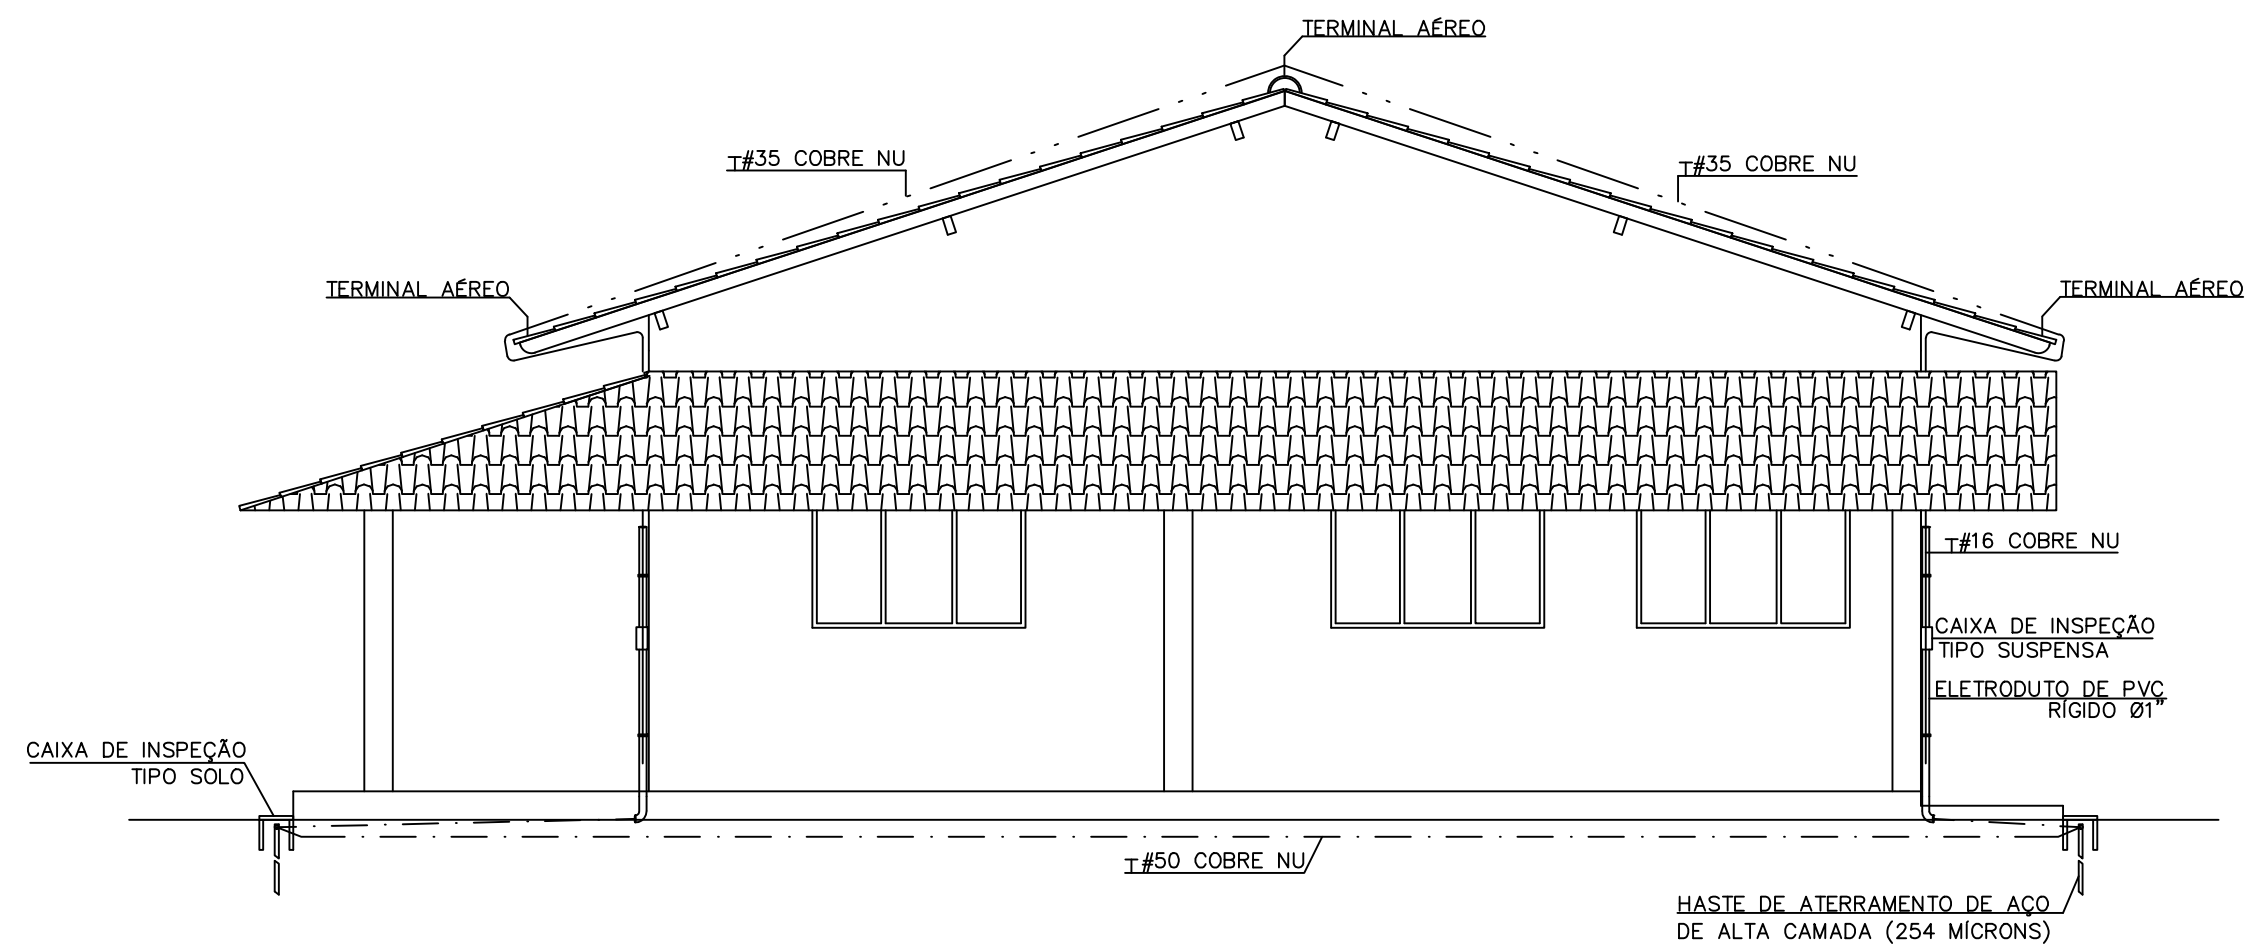 TERMINAL AÉREO
T#35 COBRE NU
T#35 COBRE NU
TERMINAL AÉREO
TERMINAL AÉREO
T#16 COBRE NU
CAIXA DE INSPEÇÃO
TIPO SUSPENSA
ELETRODUTO DE PVC
RÍGIDO Ø1"
CAIXA DE INSPEÇÃO
TIPO SOLO
T#50 COBRE NU
HASTE DE ATERRAMENTO DE AÇO
DE ALTA CAMADA (254 MÍCRONS)